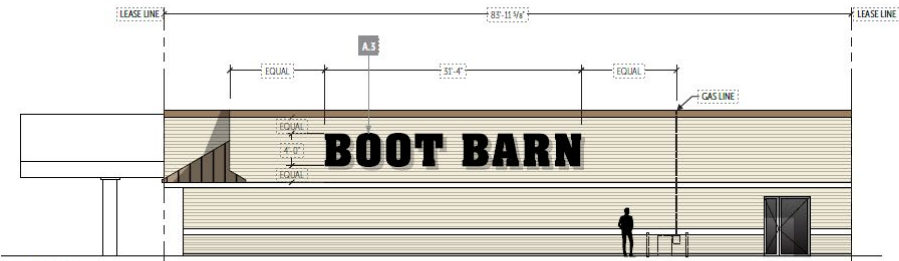 LEASE LINE
83'-11 5/8"
LEASE LINE
A.3
EQUAL
31'-4"
EQUAL
GAS LINE
EQUAL
BOOT BARN
4'-0"
EQUAL